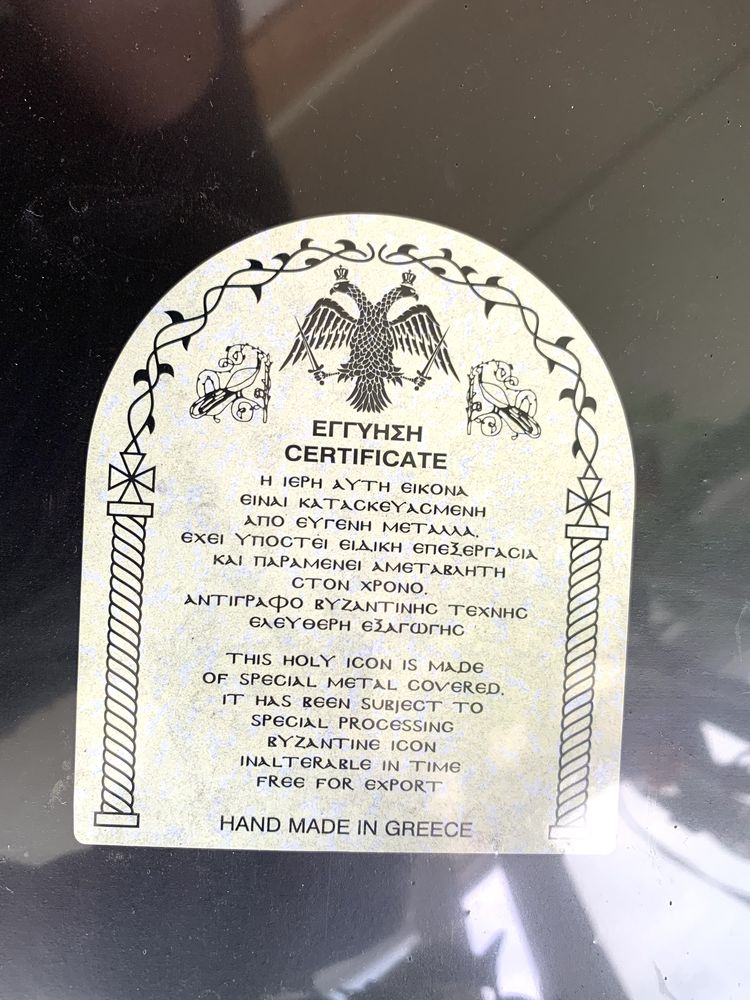 ΕΓΓΥΗΣΗ
CERTIFICATE
Η ΙΕΡΗ ΑΥΤΗ ΕΙΚΟΝΑ
ΕΙΝΑΙ ΚΑΤΑΣΚΕΥΑΣΜΕΝΗ
ΑΠΟ ΕΥΓΕΝΗ ΜΕΤΑΛΛΑ,
ΕΧΕΙ ΥΠΟΣΤΕΙ ΕΙΔΙΚΗ ΕΠΕΞΕΡΓΑΣΙΑ
ΚΑΙ ΠΑΡΑΜΕΝΕΙ ΑΜΕΤΑΒΛΗΤΗ
ΣΤΟΝ ΧΡΟΝΟ.
ΑΝΤΙΓΡΑΦΟ ΒΥΖΑΝΤΙΝΗΣ ΤΕΧΝΗΣ
ΕΛΕΥΘΕΡΗ ΕΞΑΓΩΓΗΣ
THIS HOLY ICON IS MADE
OF SPECIAL METAL COVERED.
IT HAS BEEN SUBJECT TO
SPECIAL PROCESSING
BYZANTINE ICON
INALTERABLE IN TIME
FREE FOR EXPORT
HAND MADE IN GREECE